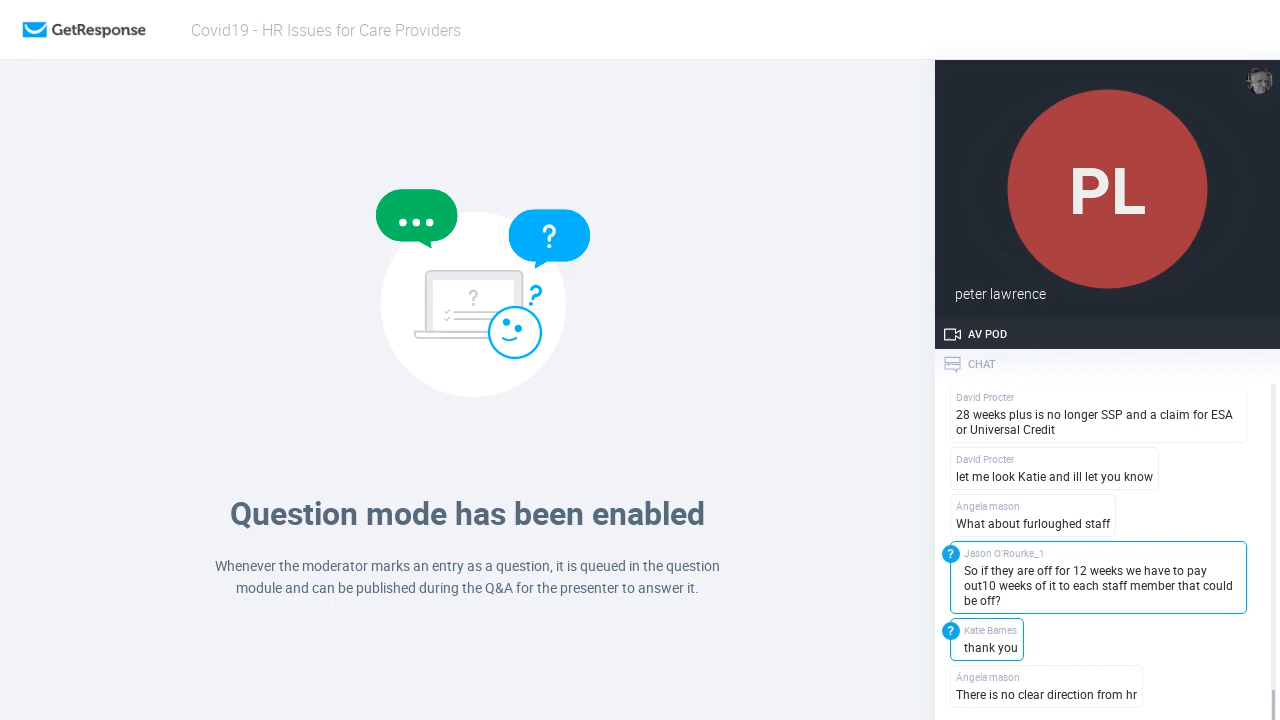 GetResponse
Covid19 - HR Issues for Care Providers
PL
peter lawrence
AV POD
CHAT
David Procter
28 weeks plus is no longer SSP and a claim for ESA
or Universal Credit
David Procter
let me look Katie and ill let you know
Angela mason
What about furloughed staff
?
Jason O'Rourke_1
So if they are off for 12 weeks we have to pay
out10 weeks of it to each staff member that could
be off?
?
Katie Barnes
thank you
Angela mason
There is no clear direction from hr
...
?
?
?
Question mode has been enabled
Whenever the moderator marks an entry as a question, it is queued in the question
module and can be published during the Q&A for the presenter to answer it.